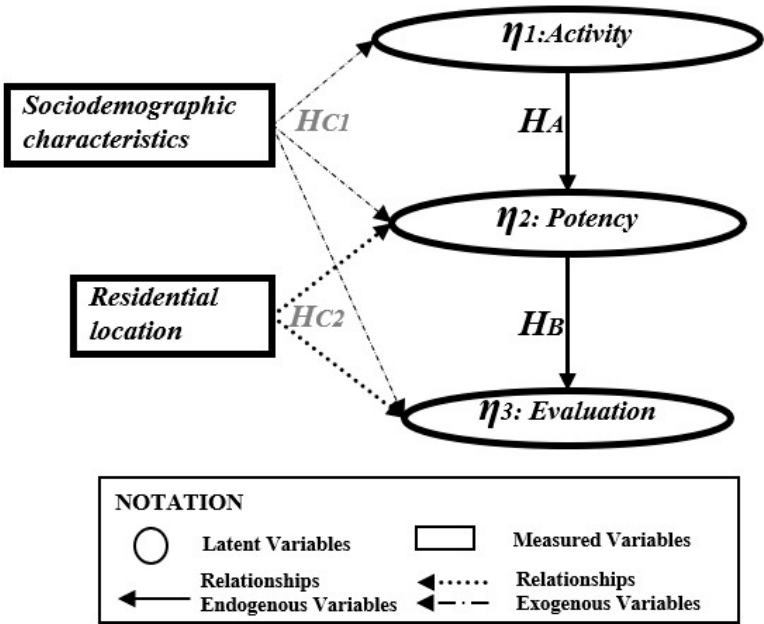 η1:Activity
Sociodemographic
characteristics
HC1
HA
η2: Potency
Residential
location
HC2
HB
η3: Evaluation
NOTATION
Latent Variables
Measured Variables
Relationships
Endogenous Variables
Relationships
Exogenous Variables